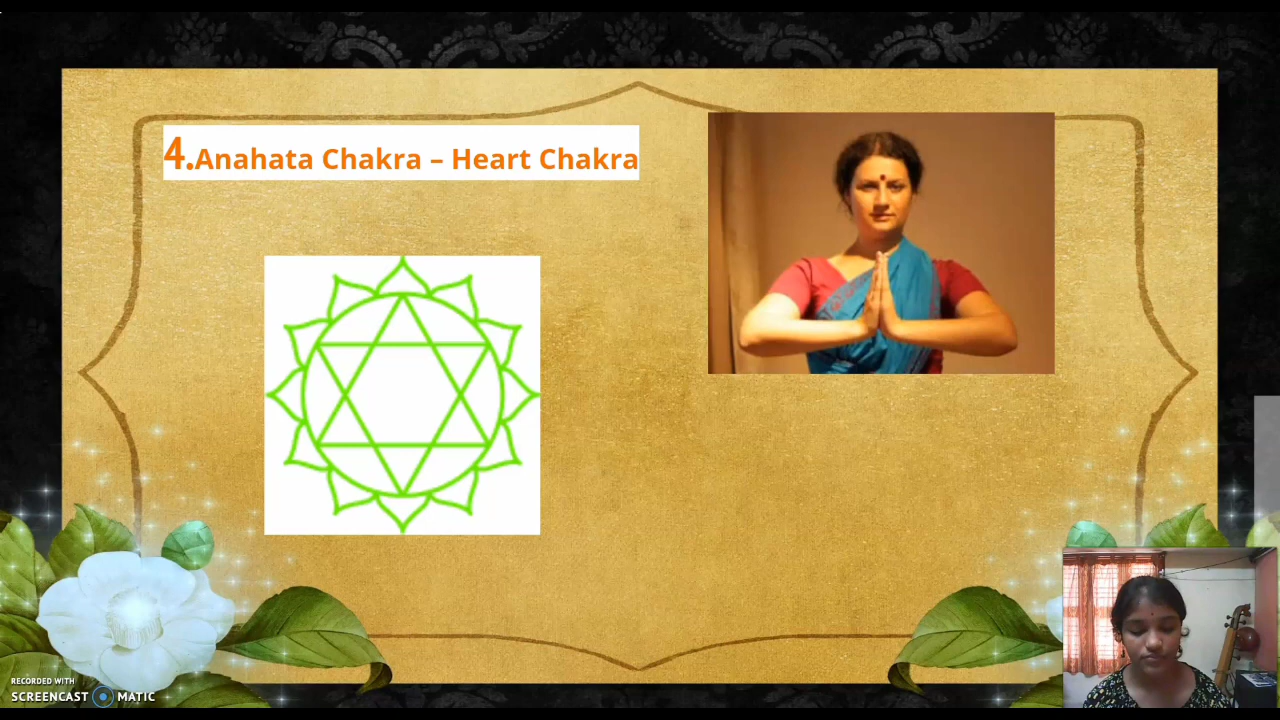 4.Anahata Chakra – Heart Chakra
RECORDED WITH
SCREENCAST MATIC